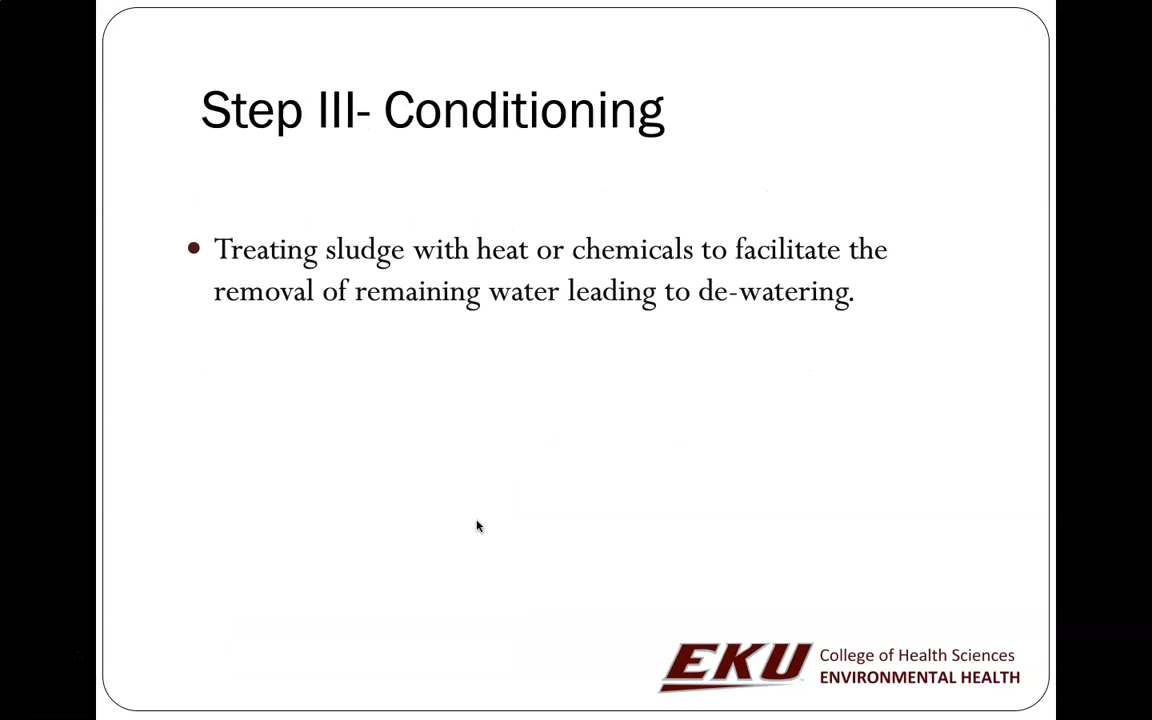 Step III- Conditioning
• Treating sludge with heat or chemicals to facilitate the
removal of remaining water leading to de-watering.
EKU
College of Health Sciences
ENVIRONMENTAL HEALTH